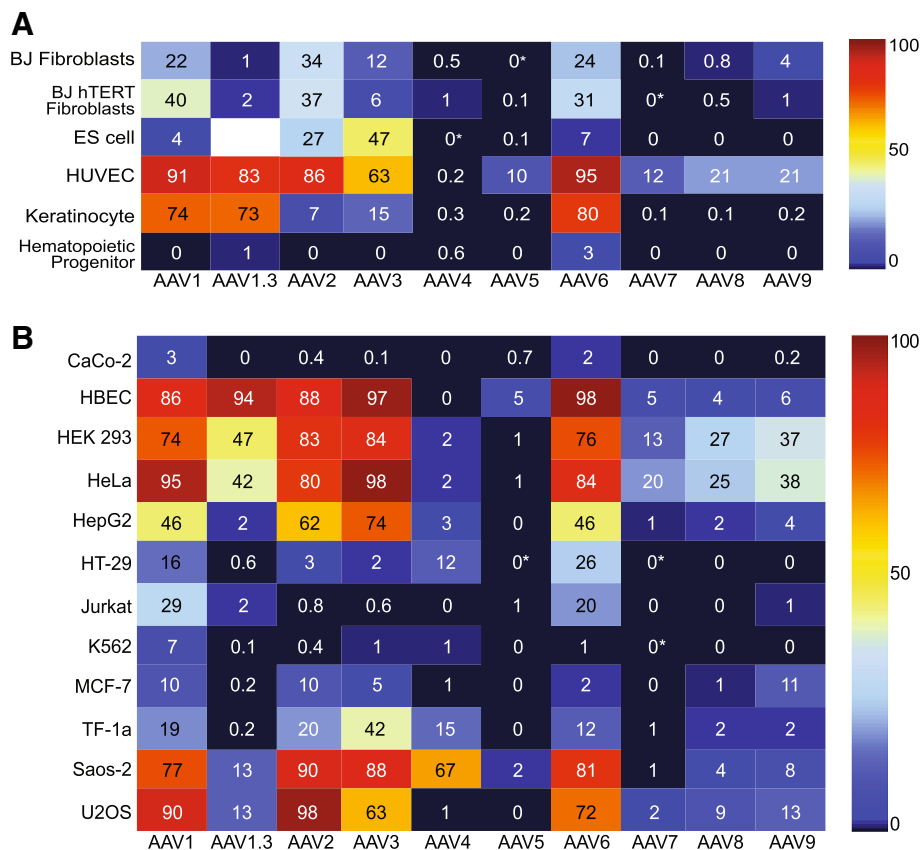 A
BJ Fibroblasts 22 1 34 12 0.5 0* 24 0.1 0.8 4
BJ hTERT
Fibroblasts 40 2 37 6 1 0.1 31 0* 0.5 1
ES cell 4 27 47 0* 0.1 7 0 0 0
HUVEC 91 83 86 63 0.2 10 95 12 21 21
Keratinocyte 74 73 7 15 0.3 0.2 80 0.1 0.1 0.2
Hematopoietic
Progenitor 0 1 0 0 0.6 0 3 0 0 0
AAV1 AAV1.3 AAV2 AAV3 AAV4 AAV5 AAV6 AAV7 AAV8 AAV9
100
50
0
B
CaCo-2 3 0 0.4 0.1 0 0.7 2 0 0 0.2
HBEC 86 94 88 97 0 5 98 5 4 6
HEK 293 74 47 83 84 2 1 76 13 27 37
HeLa 95 42 80 98 2 1 84 20 25 38
HepG2 46 2 62 74 3 0 46 1 2 4
HT-29 16 0.6 3 2 12 0* 26 0* 0 0
Jurkat 29 2 0.8 0.6 0 1 20 0 0 1
K562 7 0.1 0.4 1 1 0 1 0* 0 0
MCF-7 10 0.2 10 5 1 0 2 0 1 11
TF-1a 19 0.2 20 42 15 0 12 1 2 2
Saos-2 77 13 90 88 67 2 81 1 4 8
U2OS 90 13 98 63 1 0 72 2 9 13
AAV1 AAV1.3 AAV2 AAV3 AAV4 AAV5 AAV6 AAV7 AAV8 AAV9
100
50
0